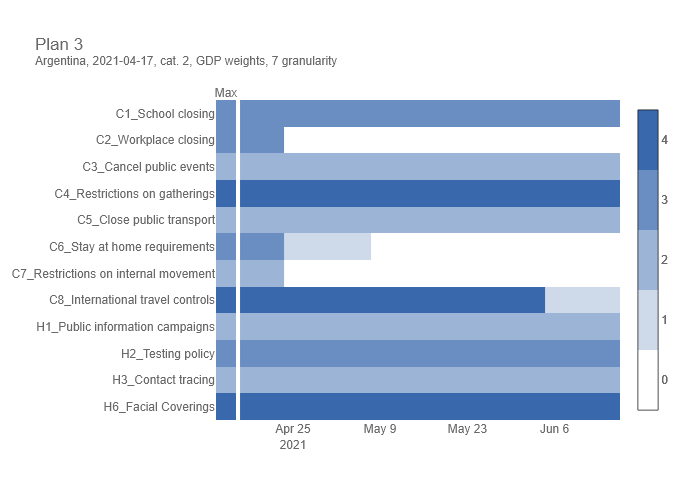 Plan 3
Argentina, 2021-04-17, cat. 2, GDP weights, 7 granularity
Max
C1_School closing
C2_Workplace closing
C3_Cancel public events
C4_Restrictions on gatherings
C5_Close public transport
C6_Stay at home requirements
C7_Restrictions on internal movement
C8_International travel controls
H1_Public information campaigns
H2_Testing policy
H3_Contact tracing
H6_Facial Coverings
Apr 25 May 9 May 23 Jun 6
2021
4
3
2
1
0